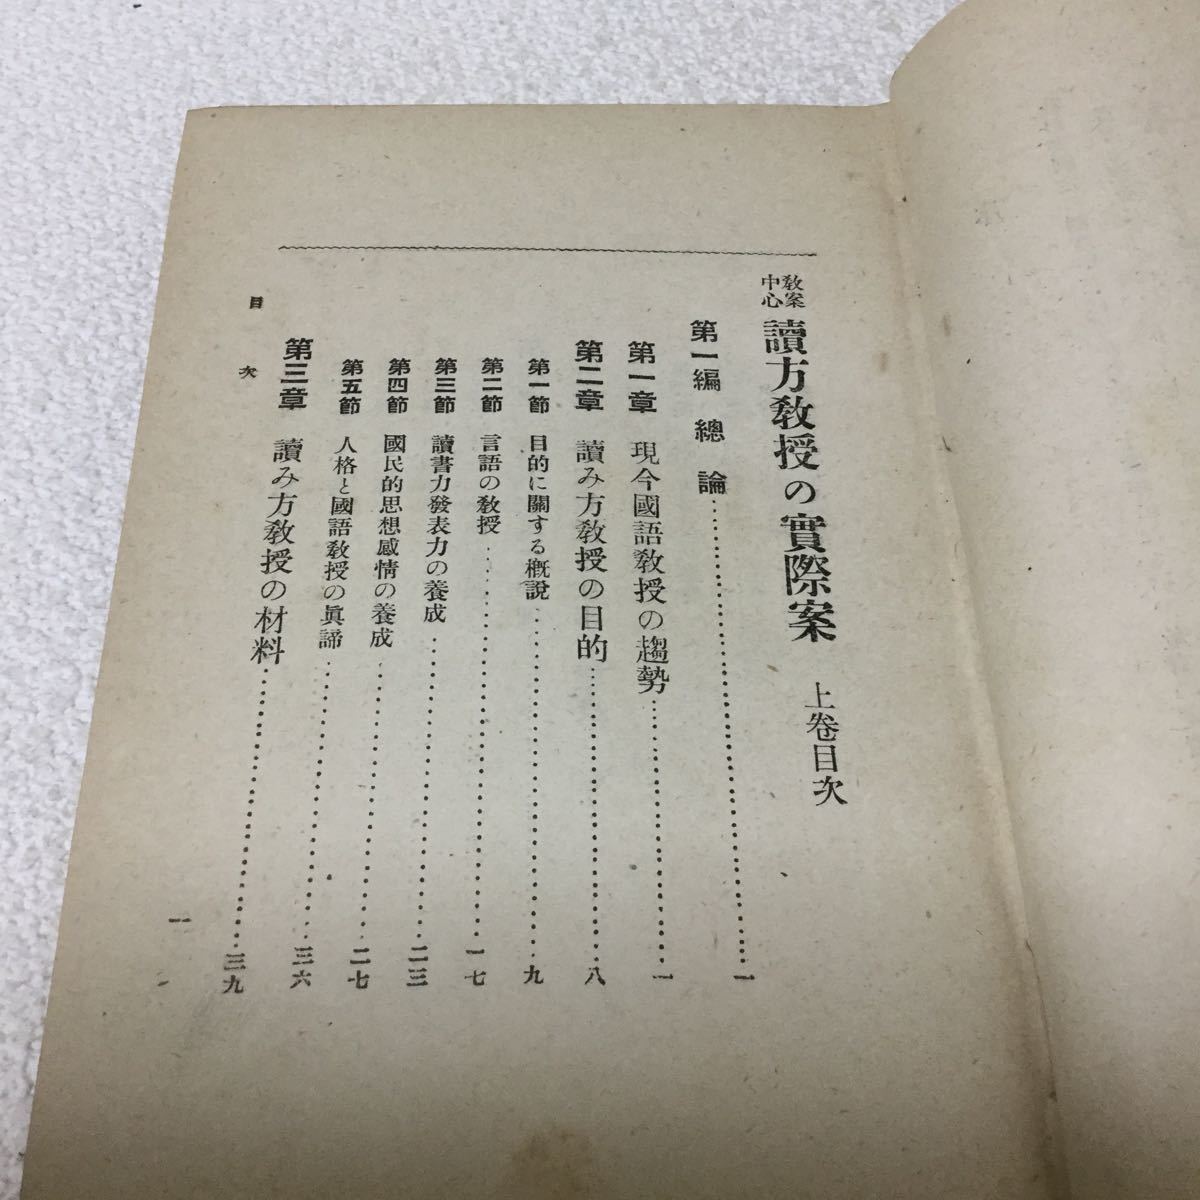 教案中心 讀方教授の實際案 上卷目次
第一編 總論……………一
第一章 現今國語教授の趨勢……………一
第二章 讀み方教授の目的……………八
第一節 目的に關する概説……………九
第二節 言語の教授……………一七
第三節 讀書力發表力の養成……………二三
第四節 國民的思想感情の養成……………二七
第五節 人格と國語教授の眞諦……………三六
第三章 讀み方教授の材料……………三九
目次
一